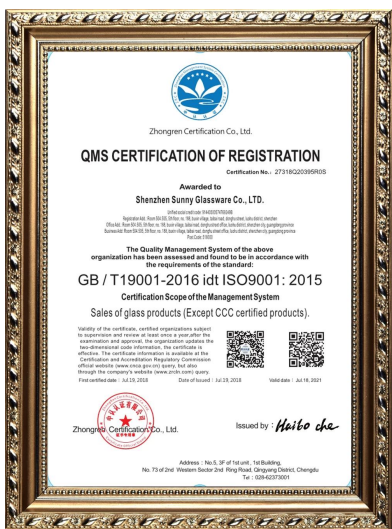 Zhongren Certification Co., Ltd.
QMS CERTIFICATION OF REGISTRATION
Certification No.: 27318Q20395R0S
Awarded to
Shenzhen Sunny Glassware Co., LTD.
The Quality Management System of the above
organization has been assessed and found to be in accordance with
the requirements of the standard:
GB / T19001-2016 idt ISO9001: 2015
Certification Scope of the Management System
Sales of glass products (Except CCC certified products).
Validity of the certificate, certified organizations subject
to supervision and review at least once a year after the
examination and approval, the organization updates the
two-dimensional code information, the certificate is
effective. The certificate information is available at the
Certification and Accreditation Regulatory Commission
official website (www.cnca.gov.cn) query, but also
through the company's website (www.zrcln.com) query.
First certified date : Jul.19, 2018 Date of Issued : Jul.19, 2018 Valid date : Jul.18, 2021
Zhongren Certification Co., Ltd.
Issued by : Haibo che
Address : No.5, 3F of 1st unit , 1st Building,
No. 73 of 2nd Western Sector 2nd Ring Road, Qingyang District, Chengdu
Tel : 028-62373001